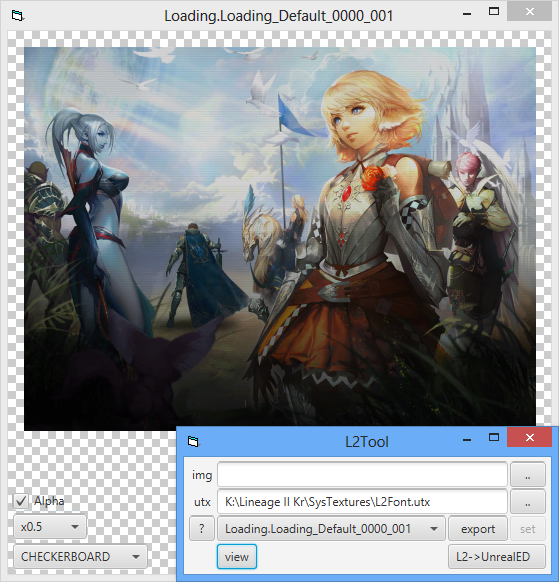 Loading.Loading_Default_0000_001
Alpha
x0.5
CHECKERBOARD
L2Tool
img
..
utx K:\Lineage II Kr\SysTextures\L2Font.utx ..
? Loading.Loading_Default_0000_001 export set
view L2->UnrealED